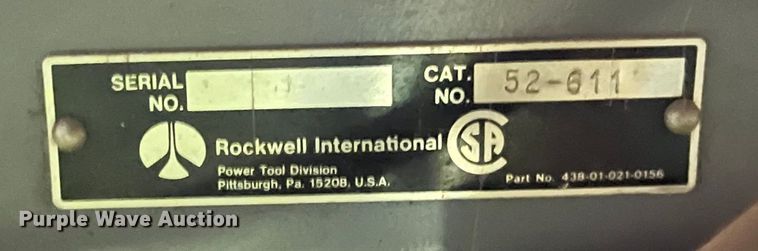 SERIAL NO.
CAT. NO. 52-611
Rockwell International
CSA
Power Tool Division
Pittsburgh, Pa. 15208, U.S.A.
Part No. 438-01-021-0156
Purple Wave Auction